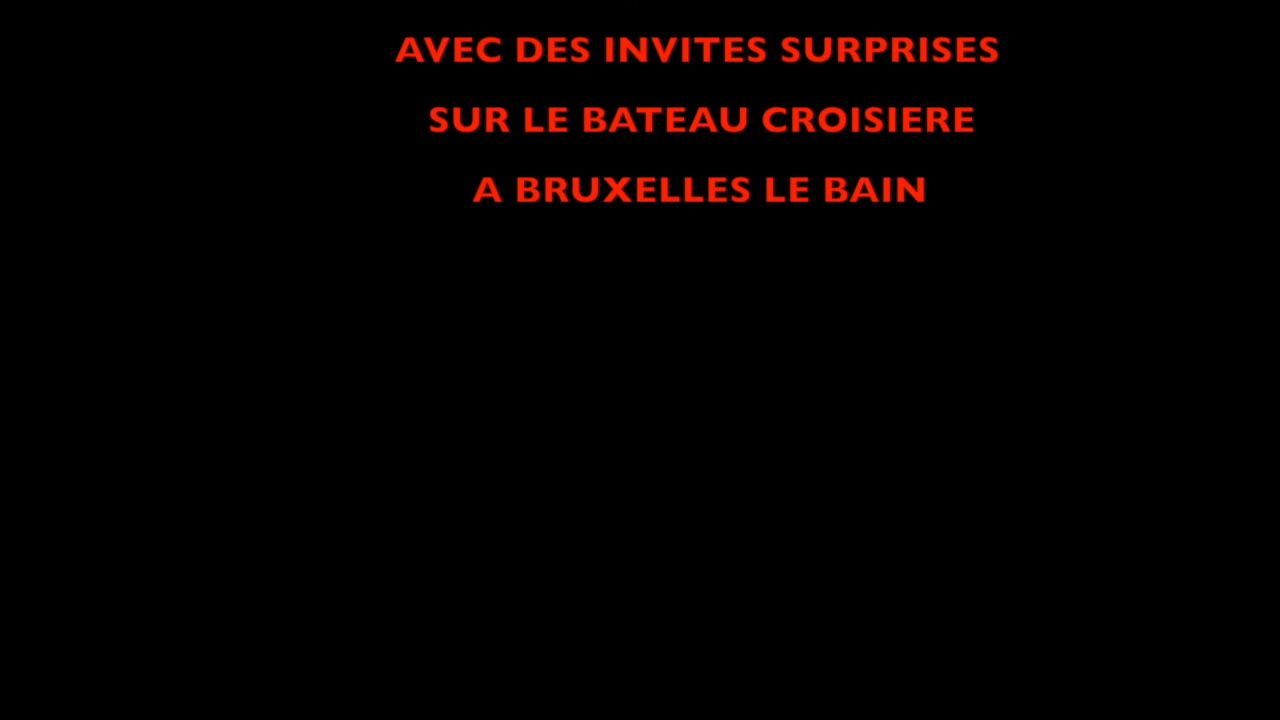 AVEC DES INVITES SURPRISES
SUR LE BATEAU CROISIERE
A BRUXELLES LE BAIN